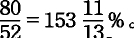 80/52 = 153 11/13 %。